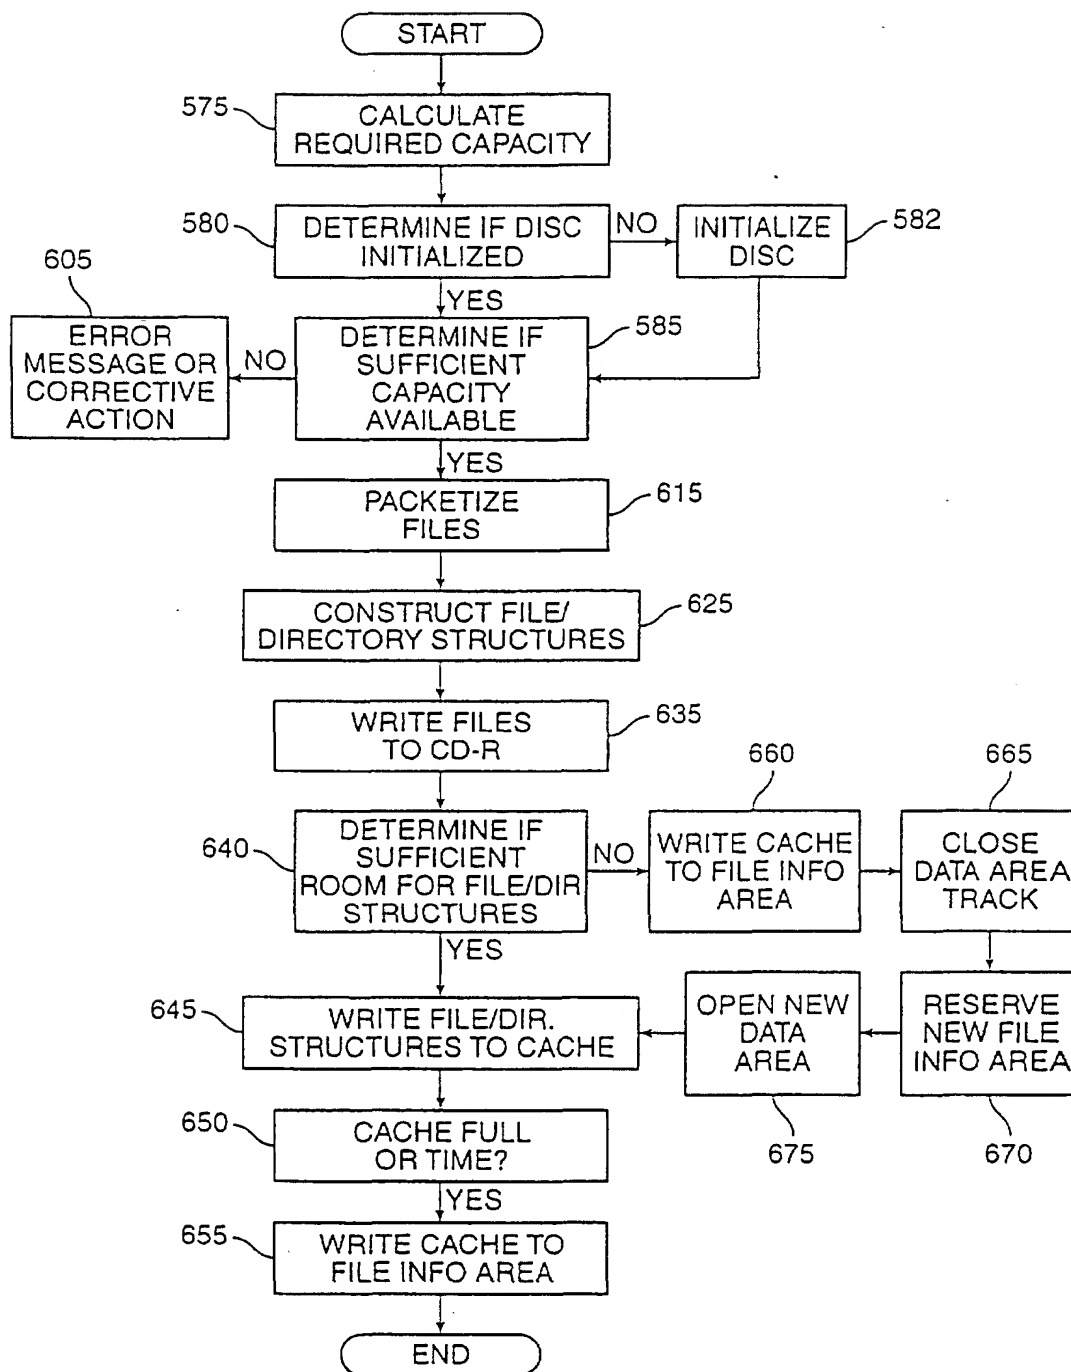 START
575
CALCULATE
REQUIRED CAPACITY
580
DETERMINE IF DISC
INITIALIZED
NO
INITIALIZE
DISC
582
605
YES
585
ERROR
MESSAGE OR
CORRECTIVE
ACTION
NO
DETERMINE IF
SUFFICIENT
CAPACITY
AVAILABLE
YES
PACKETIZE
FILES
615
CONSTRUCT FILE/
DIRECTORY STRUCTURES
625
WRITE FILES
TO CD-R
635
660
665
640
DETERMINE IF
SUFFICIENT
ROOM FOR FILE/DIR
STRUCTURES
NO
WRITE CACHE
TO FILE INFO
AREA
CLOSE
DATA AREA
TRACK
YES
645
WRITE FILE/DIR.
STRUCTURES TO CACHE
OPEN NEW
DATA
AREA
RESERVE
NEW FILE
INFO AREA
650
CACHE FULL
OR TIME?
675
670
YES
655
WRITE CACHE TO
FILE INFO AREA
END